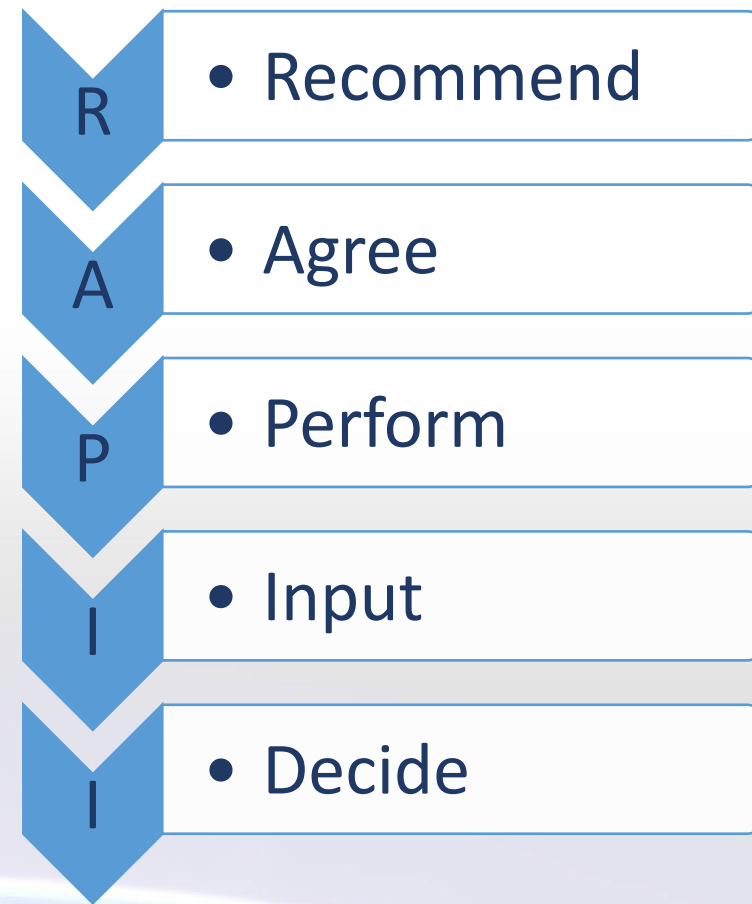 R
• Recommend
A
• Agree
P
• Perform
I
• Input
I
• Decide